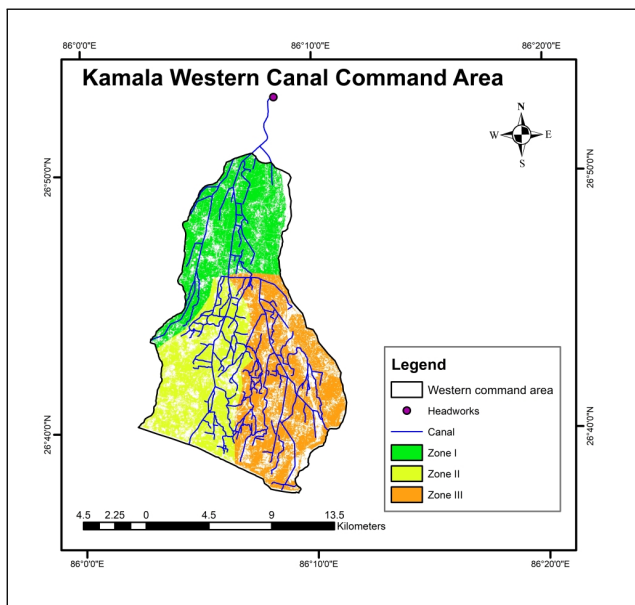 86°0'0"E 86°10'0"E 86°20'0"E
Kamala Western Canal Command Area
N
W E
S
26°50'0"N 26°50'0"N
Legend
Western command area
Headworks
Canal
Zone I
Zone II
Zone III
26°40'0"N 26°40'0"N
4.5 2.25 0 4.5 9 13.5
Kilometers
86°0'0"E 86°10'0"E 86°20'0"E